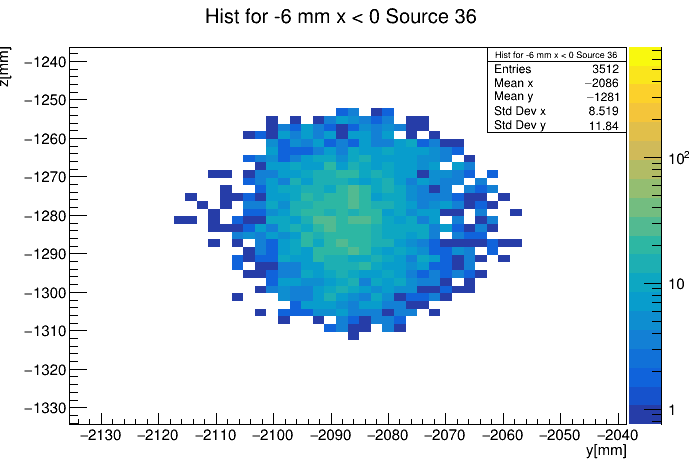 Hist for -6 mm x < 0 Source 36
z[mm]
Hist for -6 mm x < 0 Source 36
Entries 3512
Mean x −2086
Mean y −1281
Std Dev x 8.519
Std Dev y 11.84
−1240
−1250
−1260
−1270
−1280
−1290
−1300
−1310
−1320
−1330
10²
10
1
−2130 −2120 −2110 −2100 −2090 −2080 −2070 −2060 −2050 −2040
y[mm]